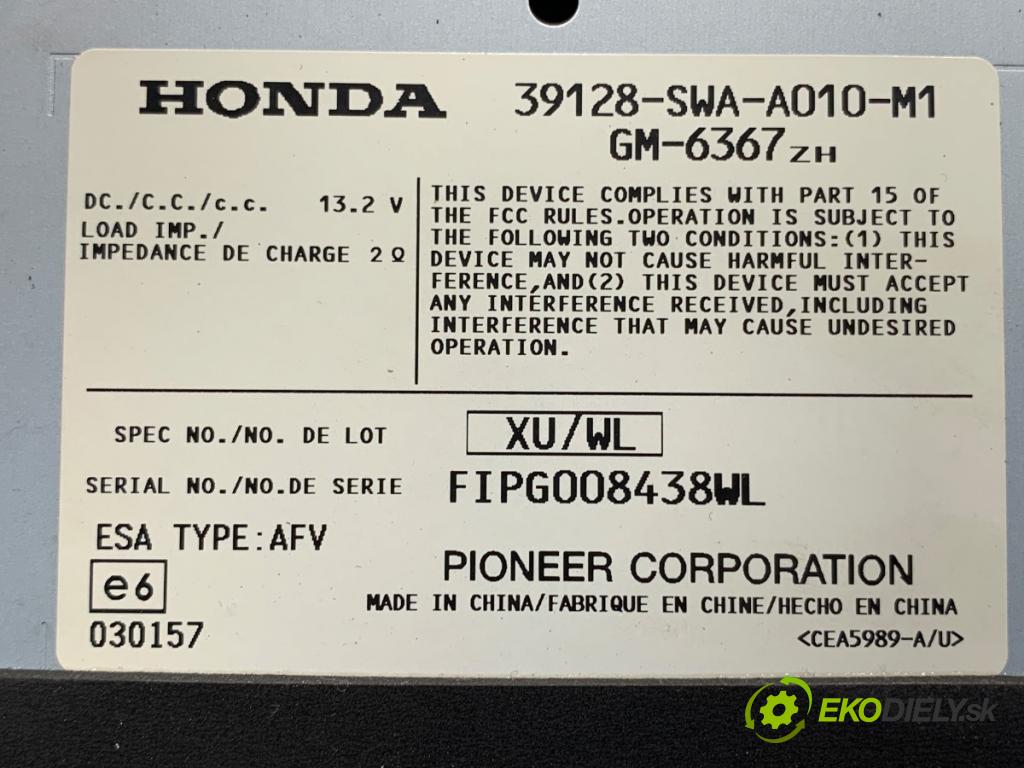 HONDA 39128-SWA-A010-M1
GM-6367 ZH
DC./C.C./c.c. 13.2 V
LOAD IMP./
IMPEDANCE DE CHARGE 2 Ω
THIS DEVICE COMPLIES WITH PART 15 OF
THE FCC RULES.OPERATION IS SUBJECT TO
THE FOLLOWING TWO CONDITIONS:(1) THIS
DEVICE MAY NOT CAUSE HARMFUL INTER-
FERENCE,AND(2) THIS DEVICE MUST ACCEPT
ANY INTERFERENCE RECEIVED,INCLUDING
INTERFERENCE THAT MAY CAUSE UNDESIRED
OPERATION.
SPEC NO./NO. DE LOT XU/WL
SERIAL NO./NO.DE SERIE FIPG008438WL
ESA TYPE:AFV
e6
030157
PIONEER CORPORATION
MADE IN CHINA/FABRIQUE EN CHINE/HECHO EN CHINA
<CEA5989-A/U>
EKODIELY.sk